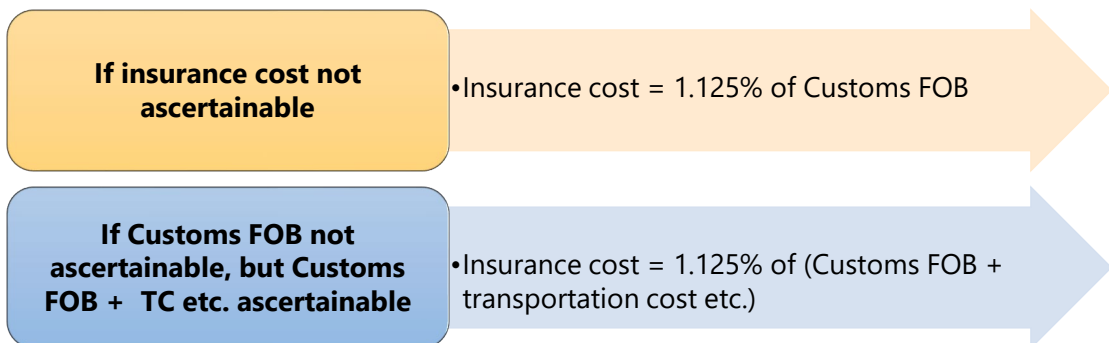 If insurance cost not
ascertainable
•Insurance cost = 1.125% of Customs FOB
If Customs FOB not
ascertainable, but Customs
FOB + TC etc. ascertainable
•Insurance cost = 1.125% of (Customs FOB +
transportation cost etc.)